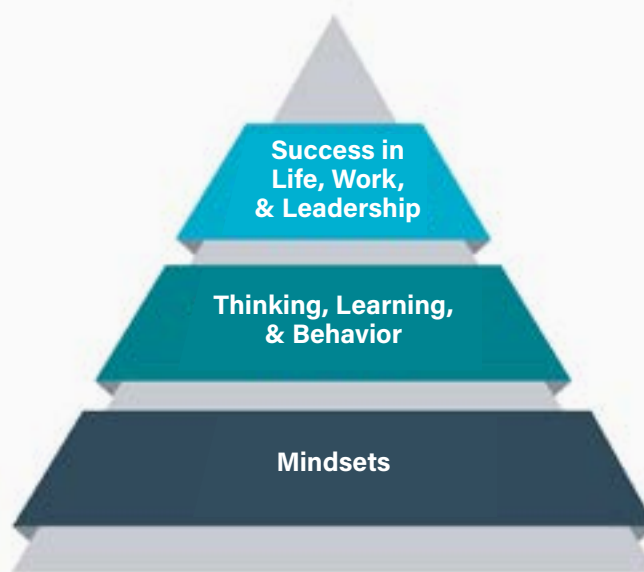 Success in
Life, Work,
& Leadership
Thinking, Learning,
& Behavior
Mindsets